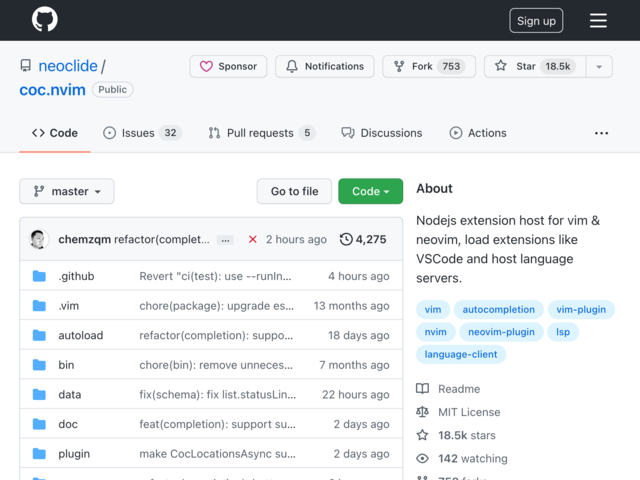 Sign up
neoclide /
coc.nvim Public
Sponsor Notifications Fork 753 Star 18.5k
Code Issues 32 Pull requests 5 Discussions Actions ...
master Go to file Code
chemzqm refactor(complet... ... 2 hours ago 4,275
.github Revert "ci(test): use --runIn... 4 hours ago
.vim chore(package): upgrade es... 13 months ago
autoload refactor(completion): suppo... 18 days ago
bin chore(bin): remove unneces... 7 months ago
data fix(schema): fix list.statusLin... 22 hours ago
doc feat(completion): support su... 2 days ago
plugin make CocLocationsAsync su... 2 days ago
About
Nodejs extension host for vim &
neovim, load extensions like
VSCode and host language
servers.
vim autocompletion vim-plugin
nvim neovim-plugin lsp
language-client
Readme
MIT License
18.5k stars
142 watching